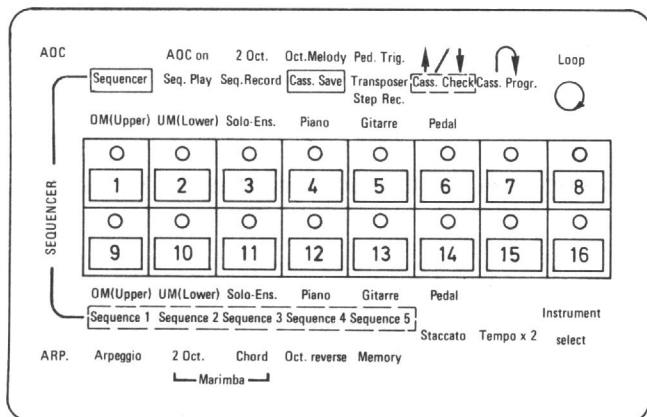 AOC AOC on 2 Oct. Oct.Melody Ped. Trig. Loop
Sequencer Seq. Play Seq.Record Cass. Save Transposer Cass. Check Cass. Progr.
Step Rec.
OM(Upper) UM(Lower) Solo-Ens. Piano Gitarre Pedal
1 2 3 4 5 6 7 8
SEQUENCER
9 10 11 12 13 14 15 16
OM(Upper) UM(Lower) Solo-Ens. Piano Gitarre Pedal
Sequence 1 Sequence 2 Sequence 3 Sequence 4 Sequence 5
Staccato Tempo x 2 Instrument
select
ARP. Arpeggio 2 Oct. Chord Oct. reverse Memory
Marimba